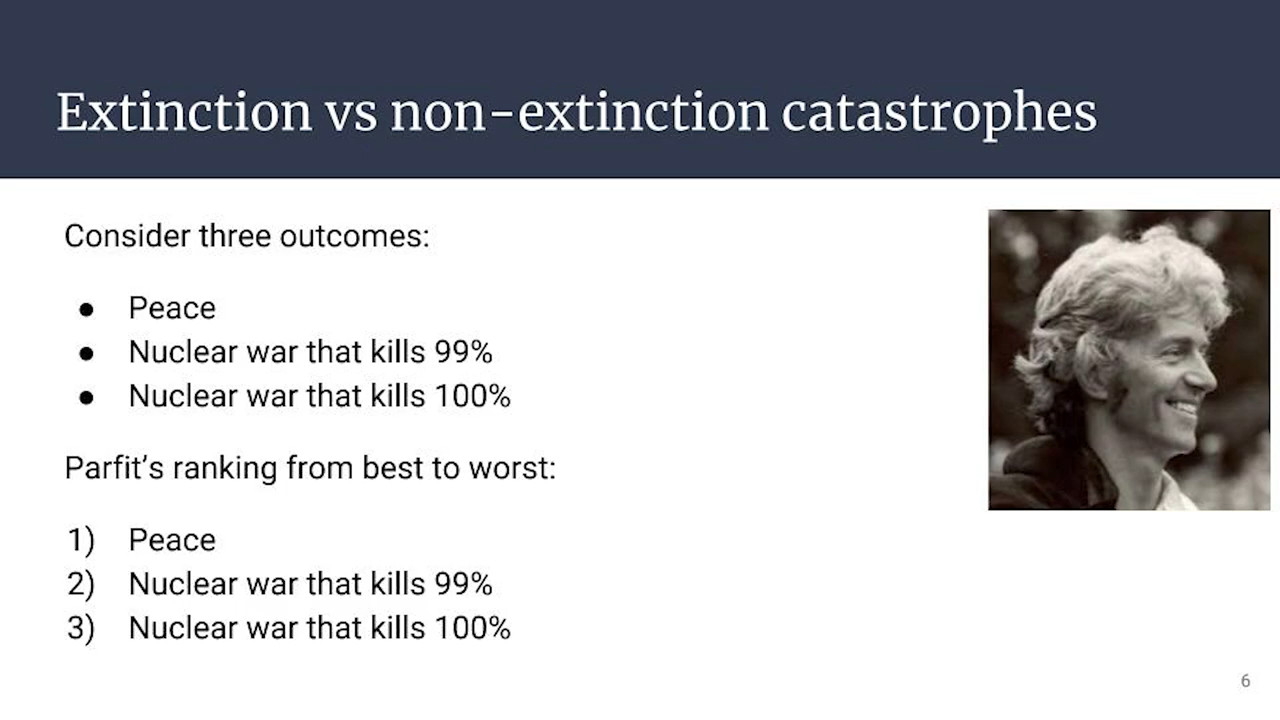 Extinction vs non-extinction catastrophes
Consider three outcomes:
● Peace
● Nuclear war that kills 99%
● Nuclear war that kills 100%
Parfit’s ranking from best to worst:
1) Peace
2) Nuclear war that kills 99%
3) Nuclear war that kills 100%
6